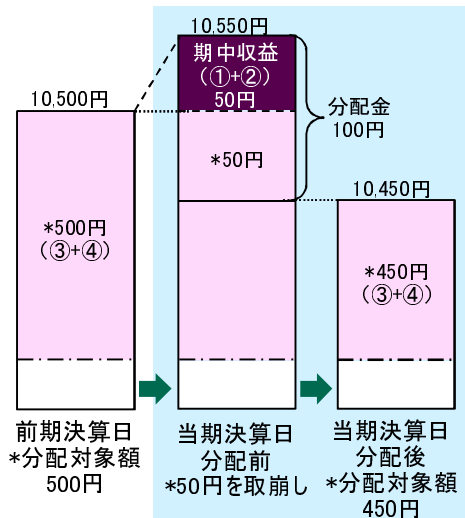 10,550円
期中収益
(①+②)
50円
10,500円
分配金
100円
*50円
10,450円
*500円
(③+④)
*450円
(③+④)
前期決算日
*分配対象額
500円
当期決算日
分配前
*50円を取崩し
当期決算日
分配後
*分配対象額
450円